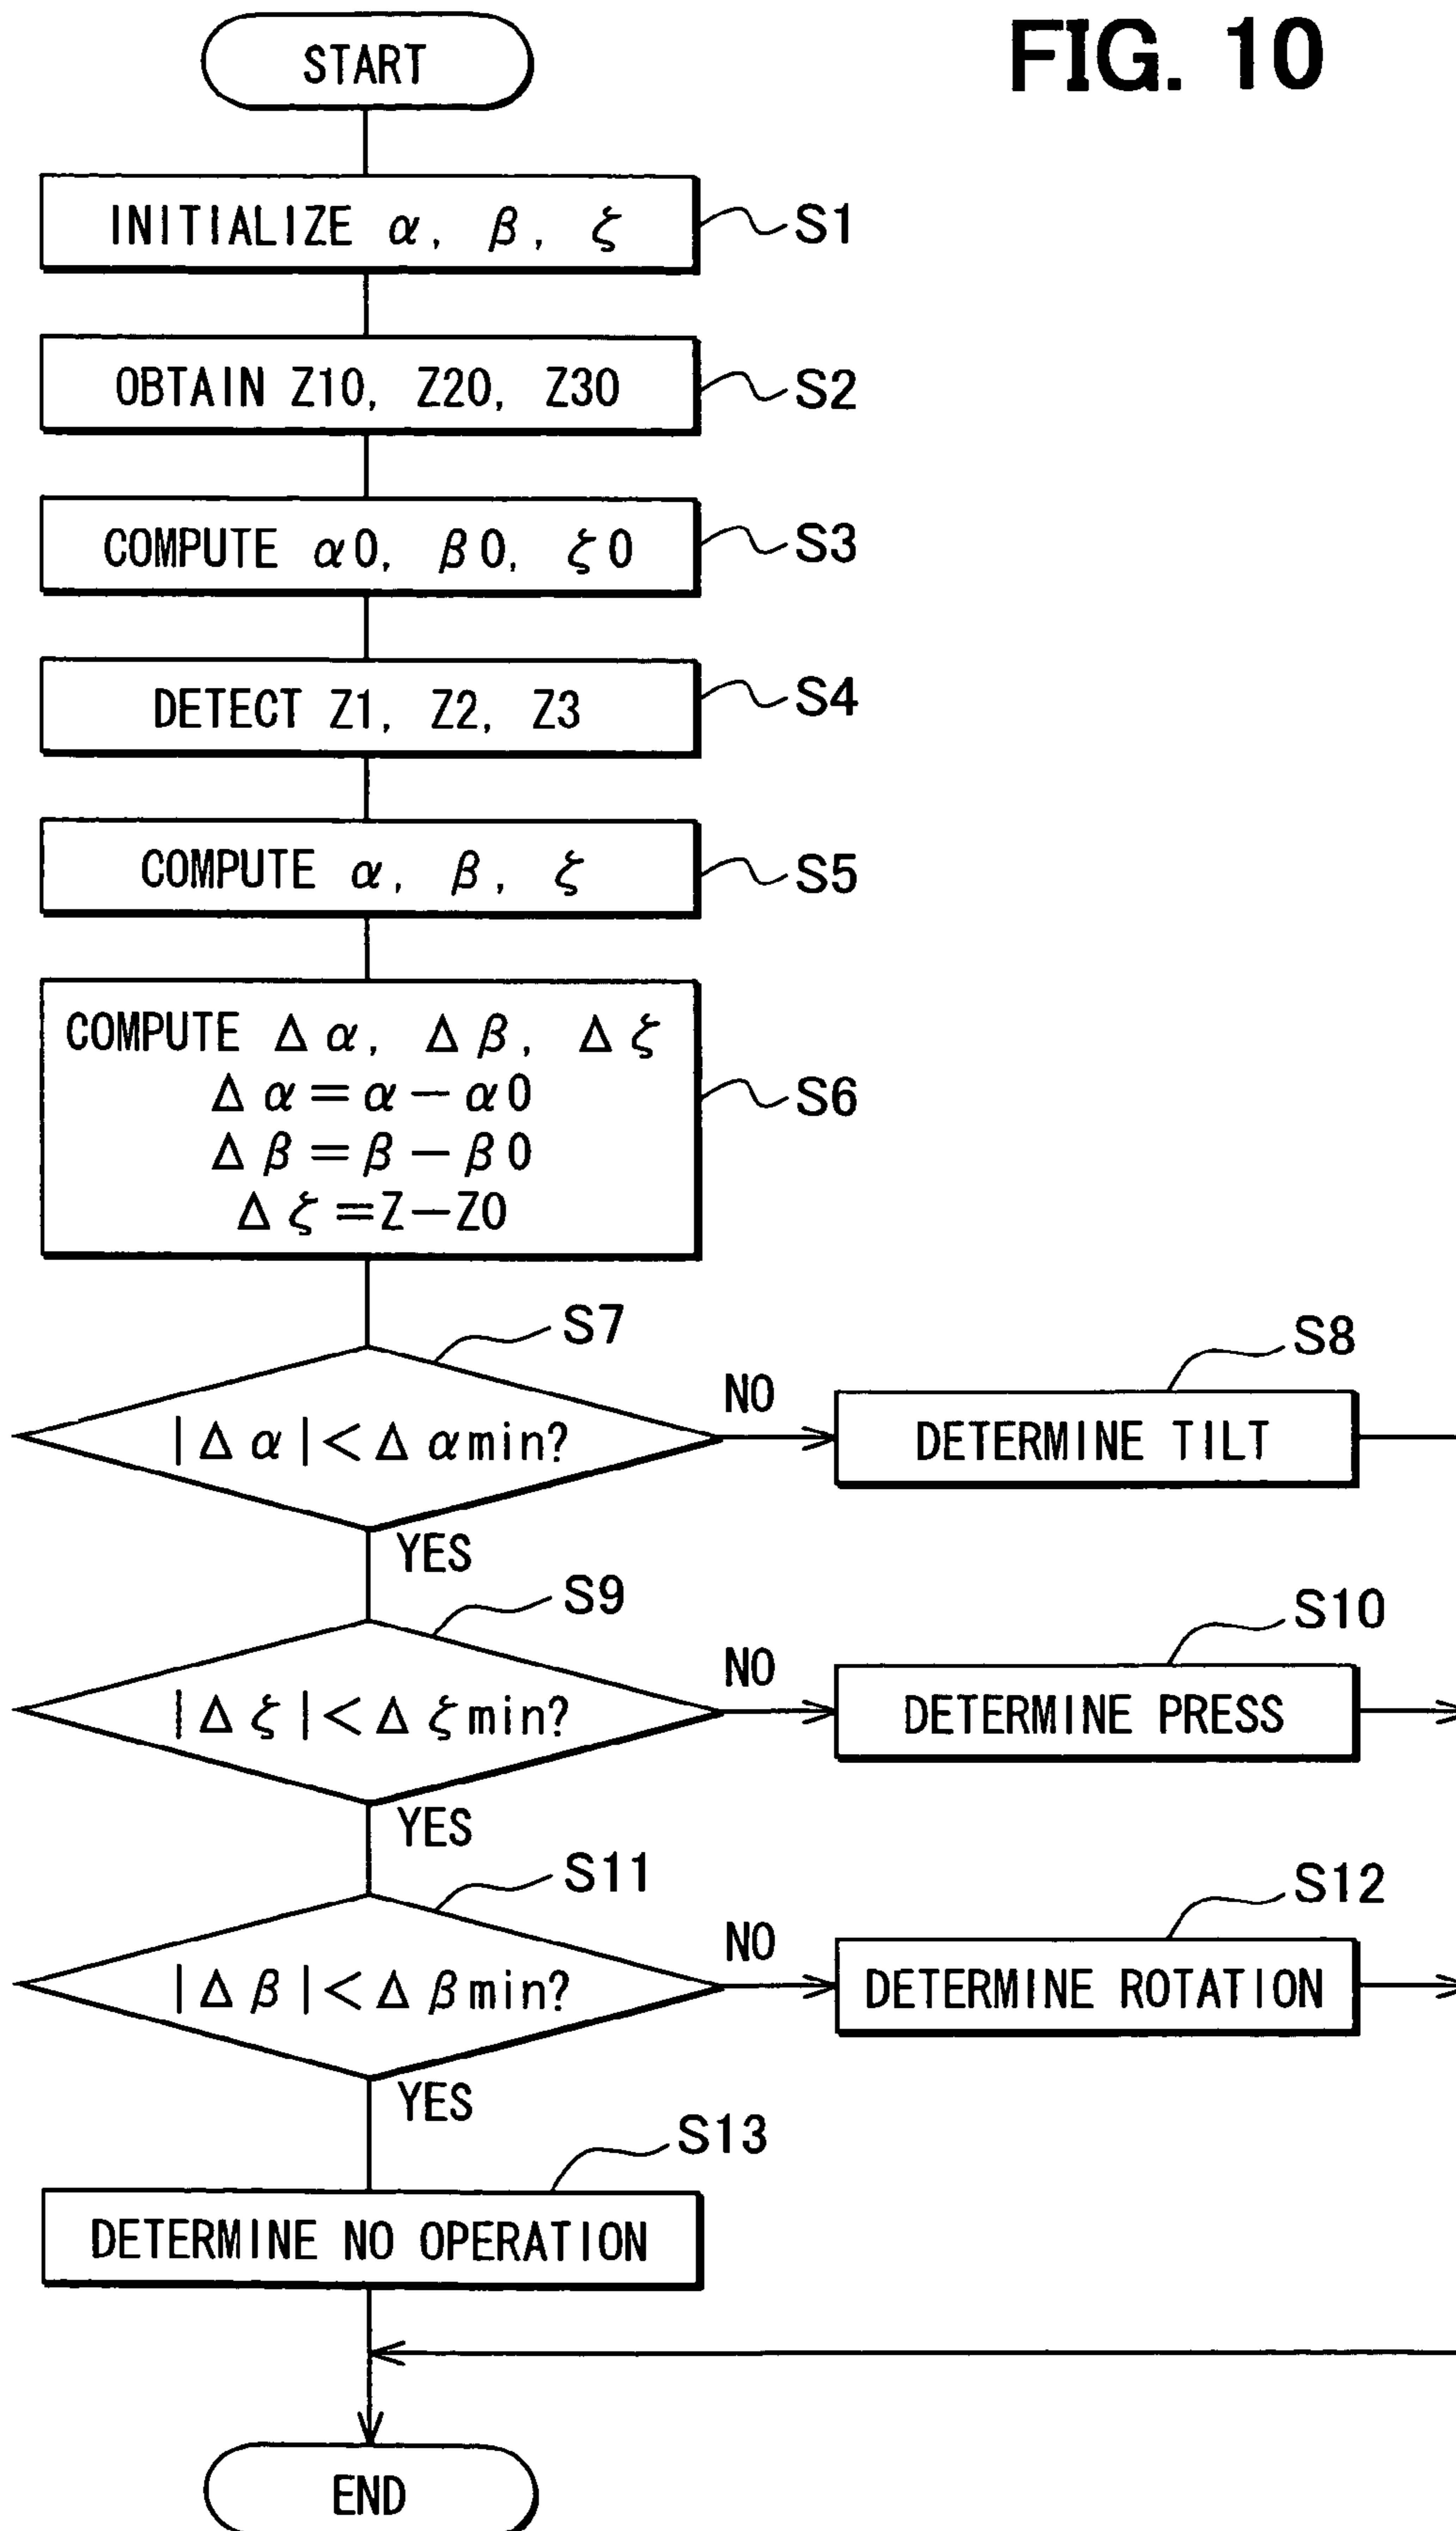 FIG. 10
START
INITIALIZE α, β, ζ
S1
OBTAIN Z10, Z20, Z30
S2
COMPUTE α0, β0, ζ0
S3
DETECT Z1, Z2, Z3
S4
COMPUTE α, β, ζ
S5
COMPUTE Δα, Δβ, Δζ
Δα=α−α0
Δβ=β−β0
Δζ=Z−Z0
S6
S7
|Δα|<Δαmin?
NO
S8
DETERMINE TILT
YES
S9
|Δζ|<Δζmin?
NO
S10
DETERMINE PRESS
YES
S11
|Δβ|<Δβmin?
NO
S12
DETERMINE ROTATION
YES
S13
DETERMINE NO OPERATION
END